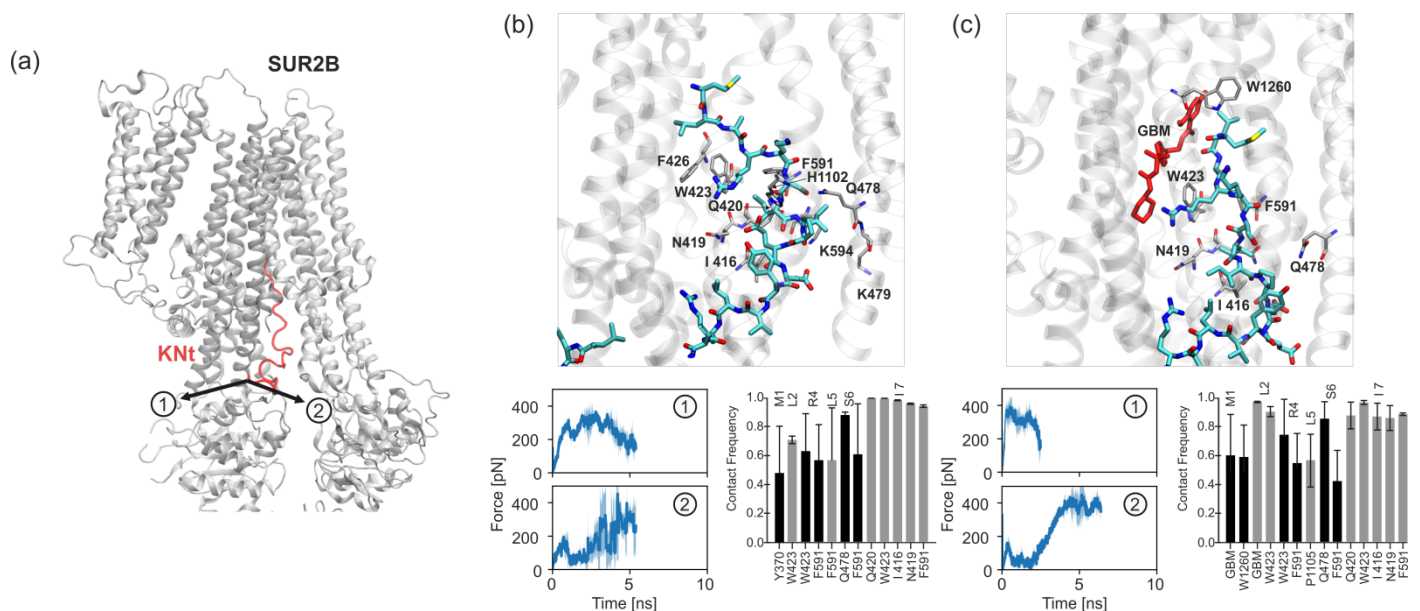 (a)
SUR2B
KNt
1
2
(b)
F426
W423
Q420
N419
I 416
F591
H1102
Q478
K594
K479
(c)
W1260
GBM
W423
F591
N419
Q478
I 416
Force [pN]
400
200
0
1
400
200
0
2
0 5 10
Time [ns]
Contact Frequency
1.0
0.8
0.6
0.4
0.2
0.0
M1 L2 R4 L5 S6 I 7
Y370 W423 W423 F591 F591 Q478 F591 Q420 W423 I 416 N419 F591
Force [pN]
400
200
0
1
400
200
0
2
0 5 10
Time [ns]
Contact Frequency
1.0
0.8
0.6
0.4
0.2
0.0
M1 L2 R4 L5 S6 I 7
GBM W1260 GBM W423 W423 F591 P1105 Q478 F591 Q420 W423 I 416 N419 F591